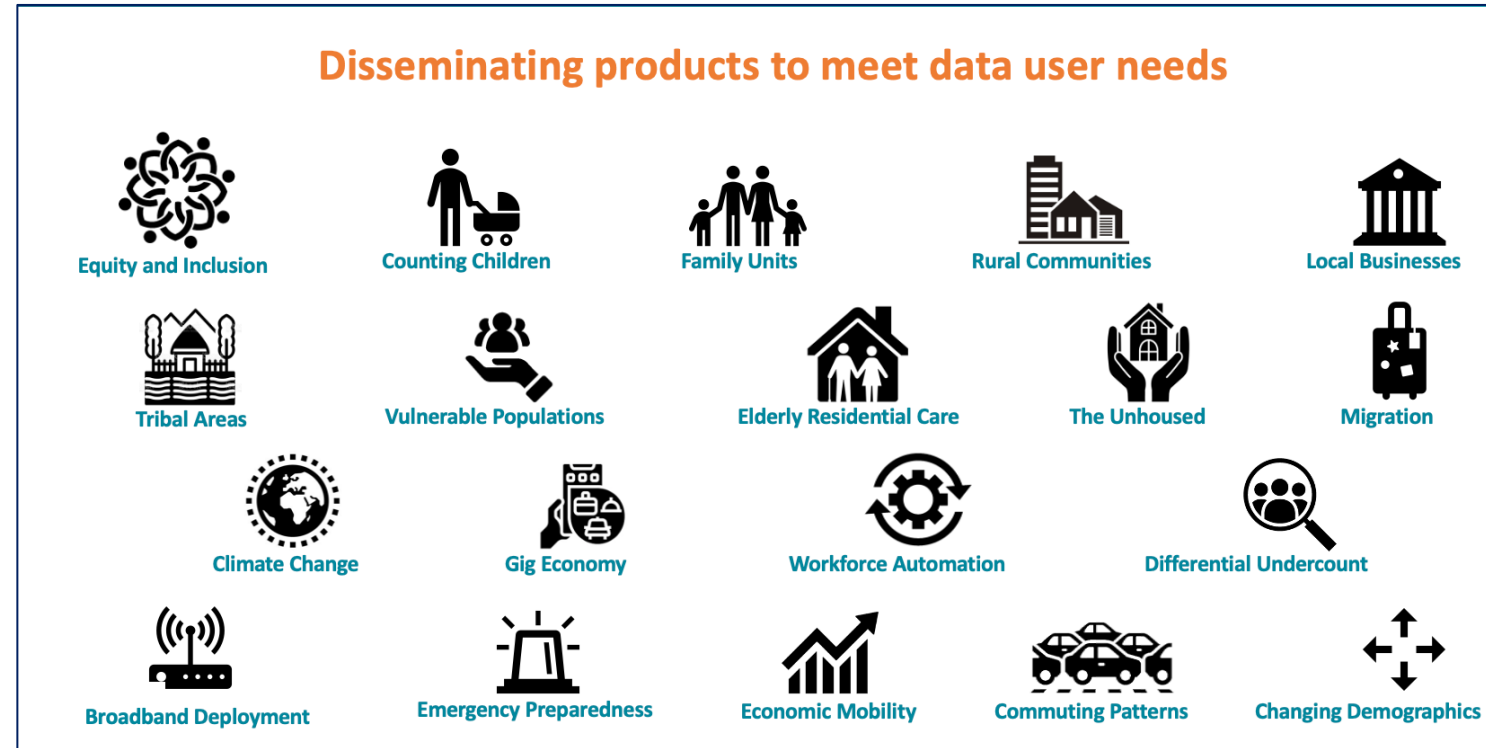 Disseminating products to meet data user needs
Equity and Inclusion
Counting Children
Family Units
Rural Communities
Local Businesses
Tribal Areas
Vulnerable Populations
Elderly Residential Care
The Unhoused
Migration
Climate Change
Gig Economy
Workforce Automation
Differential Undercount
Broadband Deployment
Emergency Preparedness
Economic Mobility
Commuting Patterns
Changing Demographics